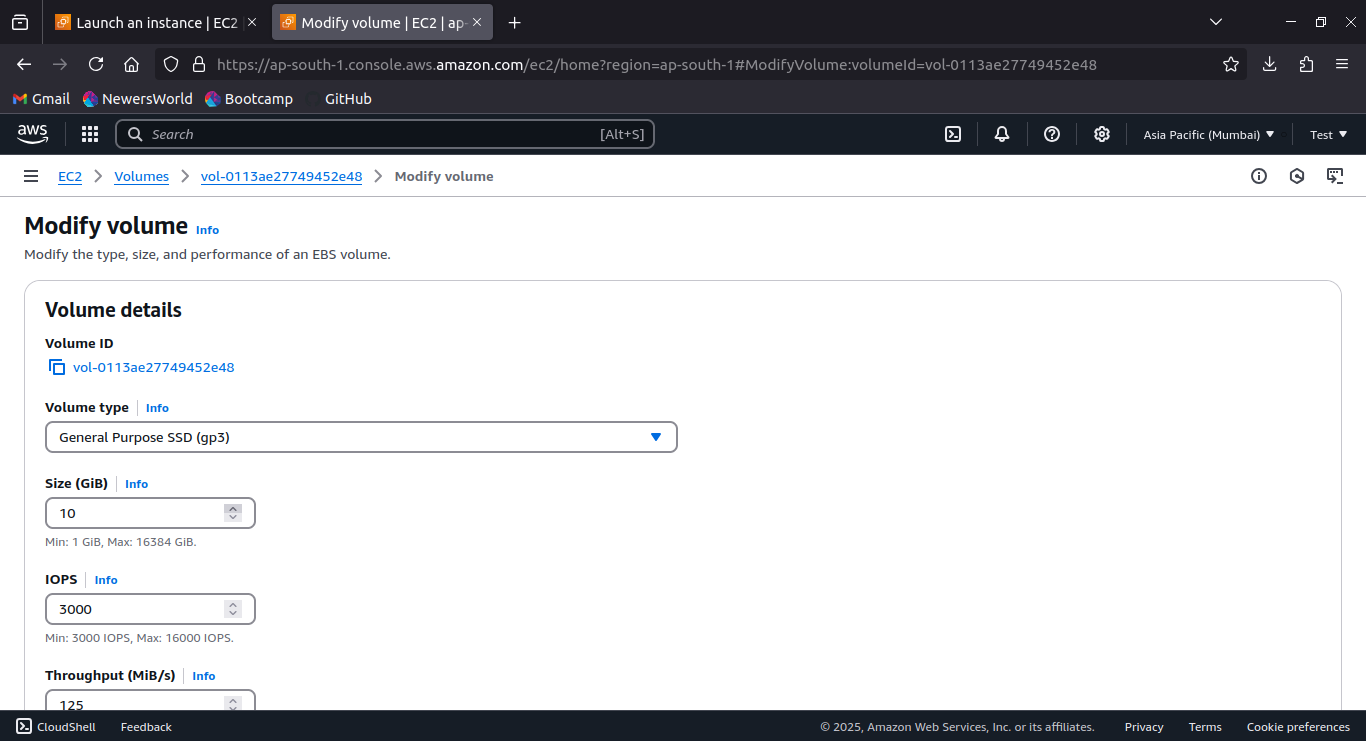 Launch an instance | EC2
Modify volume | EC2 | ap-
https://ap-south-1.console.aws.amazon.com/ec2/home?region=ap-south-1#ModifyVolume:volumeId=vol-0113ae27749452e48
Gmail NewersWorld Bootcamp GitHub
aws Search [Alt+S] Asia Pacific (Mumbai) Test
EC2 Volumes vol-0113ae27749452e48 Modify volume
Modify volume Info
Modify the type, size, and performance of an EBS volume.
Volume details
Volume ID
vol-0113ae27749452e48
Volume type Info
General Purpose SSD (gp3)
Size (GiB) Info
10
Min: 1 GiB, Max: 16384 GiB.
IOPS Info
3000
Min: 3000 IOPS, Max: 16000 IOPS.
Throughput (MiB/s) Info
125
CloudShell Feedback © 2025, Amazon Web Services, Inc. or its affiliates. Privacy Terms Cookie preferences